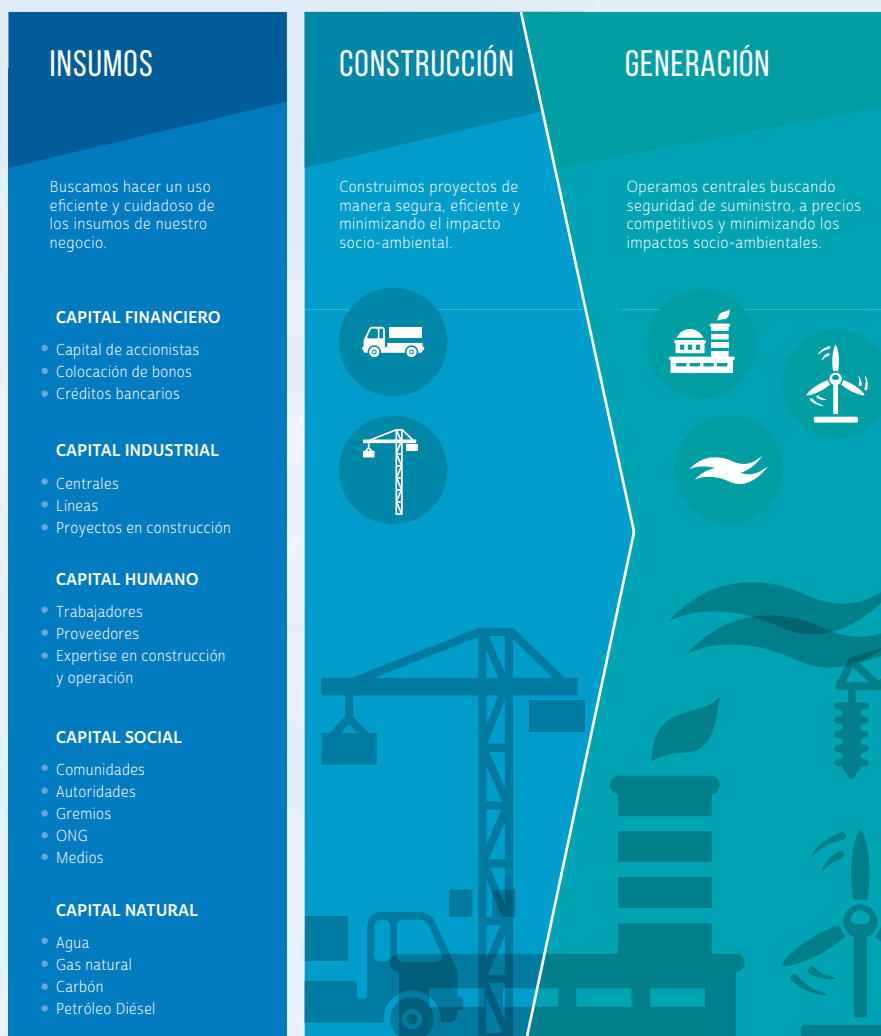 INSUMOS
Buscamos hacer un uso
eficiente y cuidadoso de
los insumos de nuestro
negocio.
CAPITAL FINANCIERO
Capital de accionistas
Colocación de bonos
Créditos bancarios
CAPITAL INDUSTRIAL
Centrales
Líneas
Proyectos en construcción
CAPITAL HUMANO
Trabajadores
Proveedores
Expertise en construcción
y operación
CAPITAL SOCIAL
Comunidades
Autoridades
Gremios
ONG
Medios
CAPITAL NATURAL
Agua
Gas natural
Carbón
Petróleo Diésel
CONSTRUCCIÓN
Construimos proyectos de
manera segura, eficiente y
minimizando el impacto
socio-ambiental.
GENERACIÓN
Operamos centrales buscando
seguridad de suministro, a precios
competitivos y minimizando los
impactos socio-ambientales.